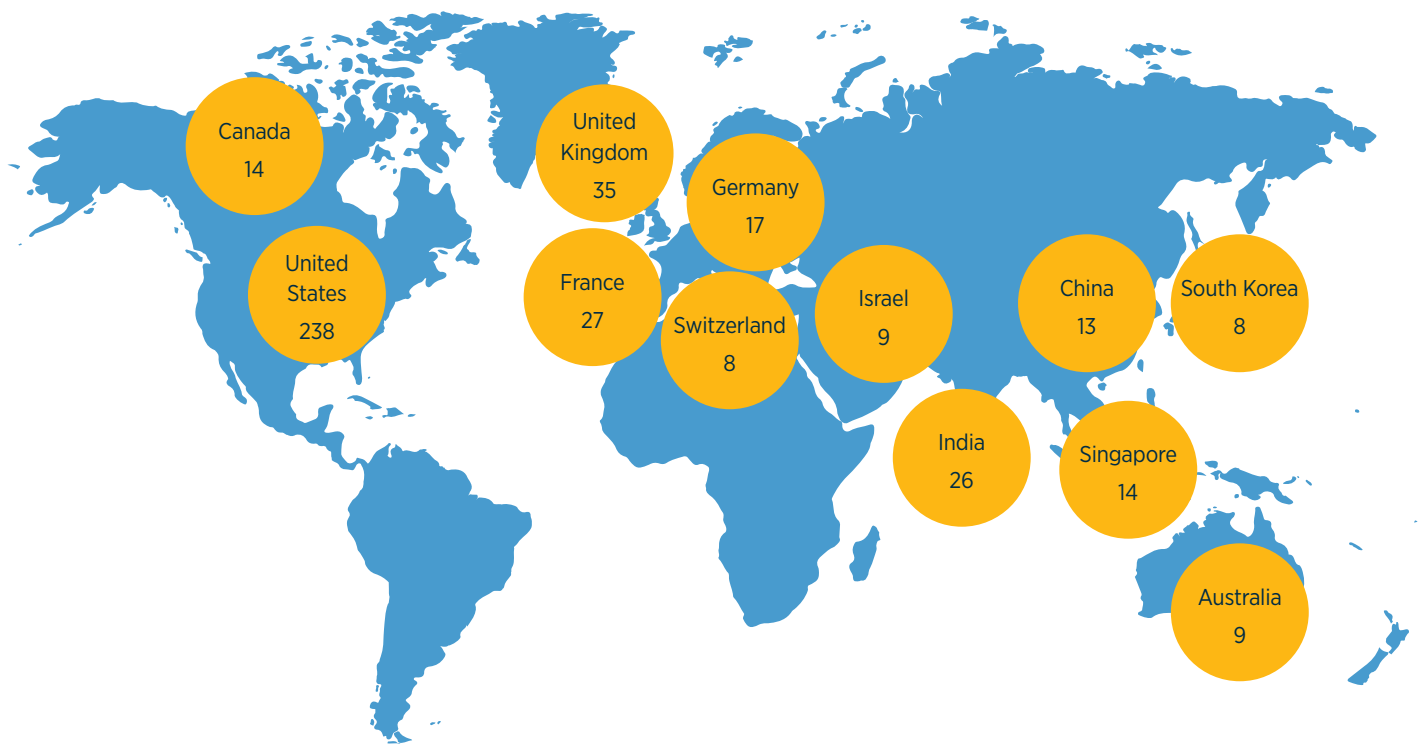 Canada
14
United
States
238
United
Kingdom
35
Germany
17
France
27
Switzerland
8
Israel
9
China
13
South Korea
8
India
26
Singapore
14
Australia
9